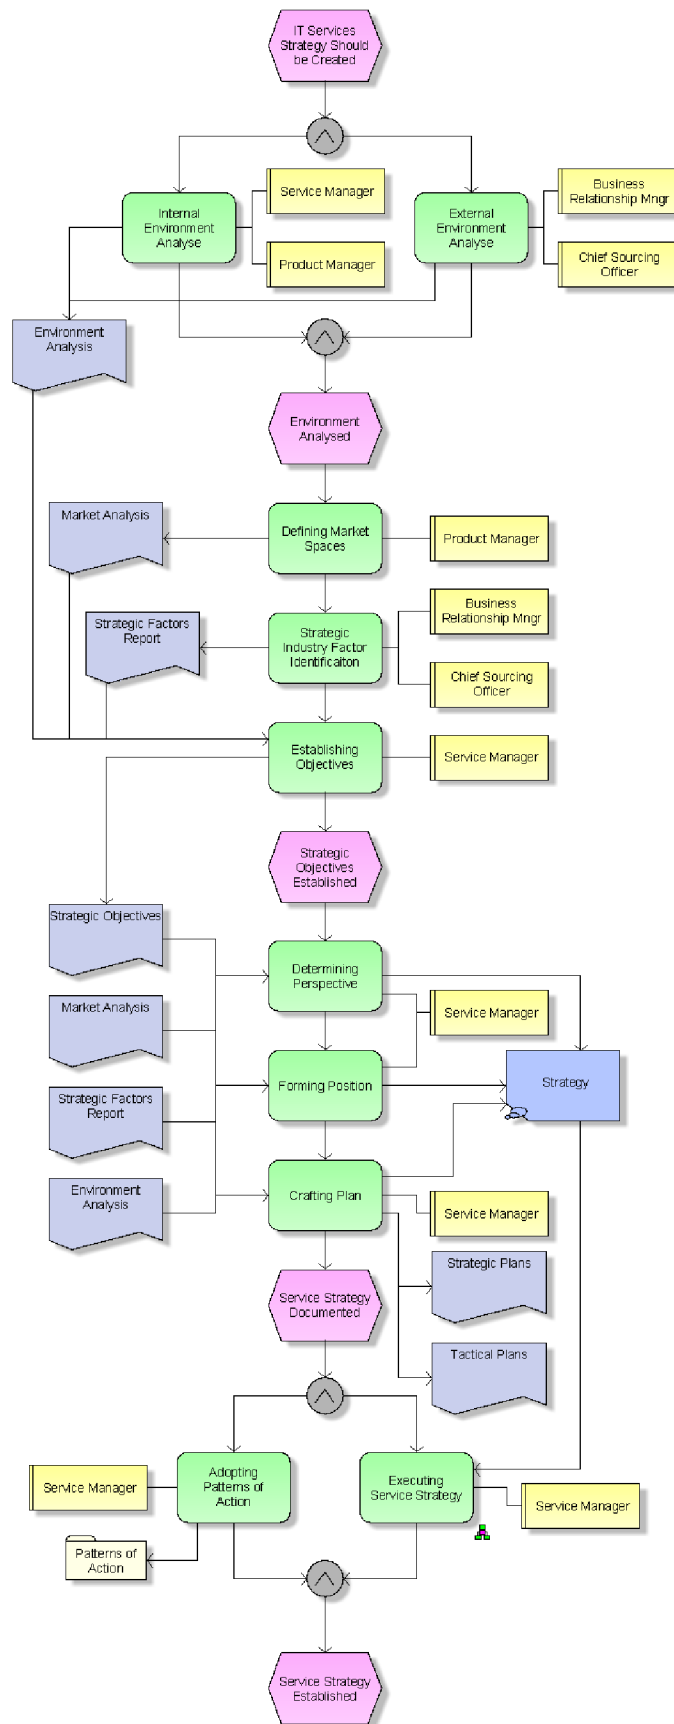 IT Services
Strategy Should
be Created
Service Manager
Business
Relationship Mngr
Internal
Environment
Analyse
External
Environment
Analyse
Product Manager
Chief Sourcing
Officer
Environment
Analysis
Environment
Analysed
Market Analysis
Defining Market
Spaces
Product Manager
Business
Relationship Mngr
Strategic Factors
Report
Strategic
Industry Factor
Identificaiton
Chief Sourcing
Officer
Establishing
Objectives
Service Manager
Strategic
Objectives
Established
Strategic Objectives
Determining
Perspective
Market Analysis
Service Manager
Forming Position
Strategy
Strategic Factors
Report
Environment
Analysis
Crafting Plan
Service Manager
Strategic Plans
Service Strategy
Documented
Tactical Plans
Service Manager
Adopting
Patterns of
Action
Executing
Service Strategy
Service Manager
Patterns of
Action
Service Strategy
Established